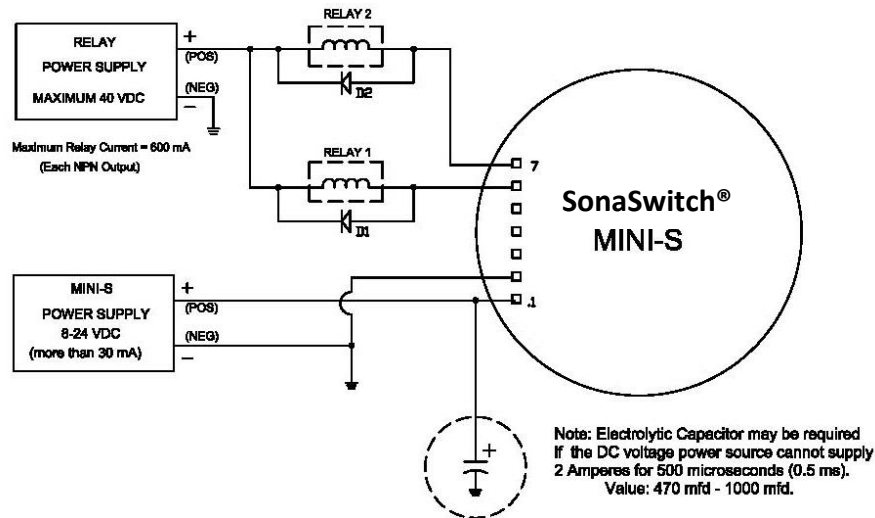 RELAY
POWER SUPPLY
MAXIMUM 40 VDC
+
(POS)
(NEG)
−
Maximum Relay Current = 600 mA
(Each NPN Output)
RELAY 2
D2
RELAY 1
D1
7
SonaSwitch®
MINI-S
.1
MINI-S
POWER SUPPLY
8-24 VDC
(more than 30 mA)
+
(POS)
(NEG)
−
+
Note: Electrolytic Capacitor may be required
If the DC voltage power source cannot supply
2 Amperes for 500 microseconds (0.5 ms).
Value: 470 mfd - 1000 mfd.